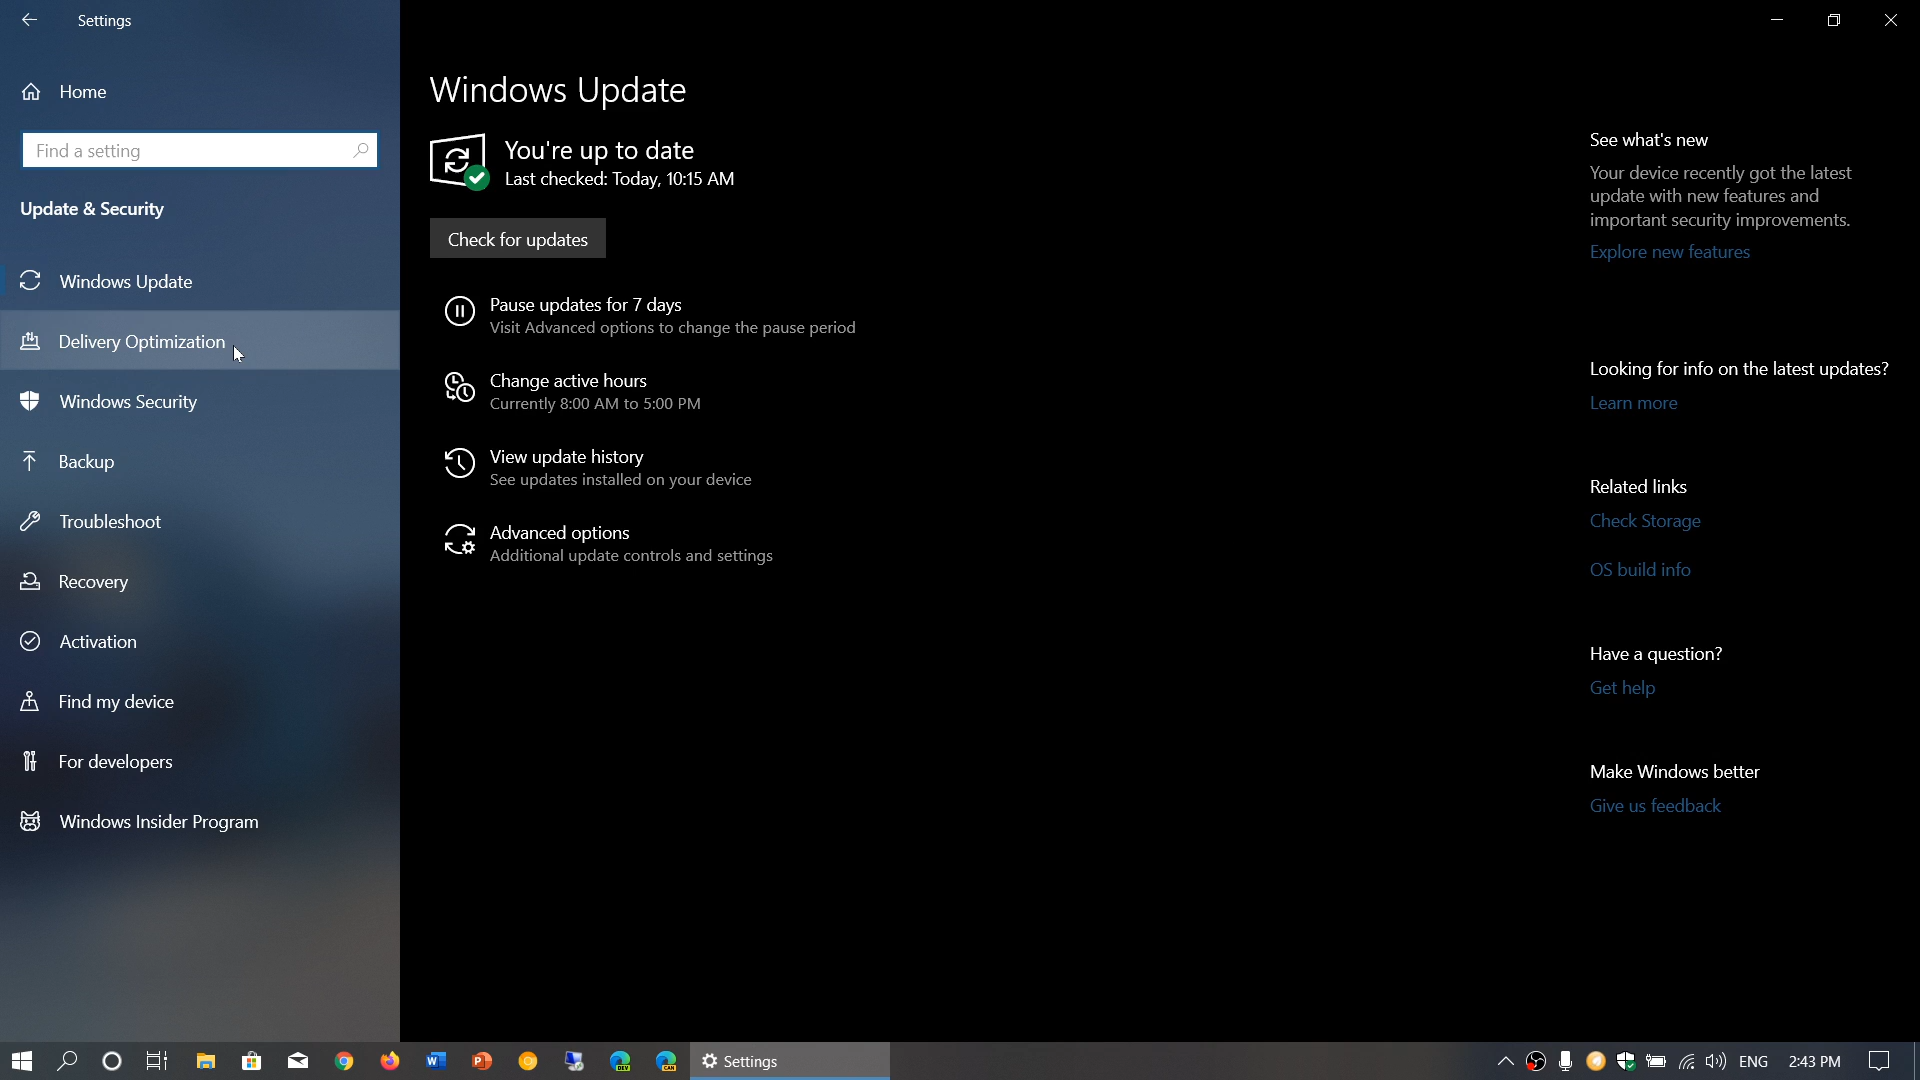 Settings
Home
Find a setting
Update & Security
Windows Update
Delivery Optimization
Windows Security
Backup
Troubleshoot
Recovery
Activation
Find my device
For developers
Windows Insider Program
Windows Update
You're up to date
Last checked: Today, 10:15 AM
Check for updates
Pause updates for 7 days
Visit Advanced options to change the pause period
Change active hours
Currently 8:00 AM to 5:00 PM
View update history
See updates installed on your device
Advanced options
Additional update controls and settings
See what's new
Your device recently got the latest
update with new features and
important security improvements.
Explore new features
Looking for info on the latest updates?
Learn more
Related links
Check Storage
OS build info
Have a question?
Get help
Make Windows better
Give us feedback
W P DEV CAN Settings ENG 2:43 PM